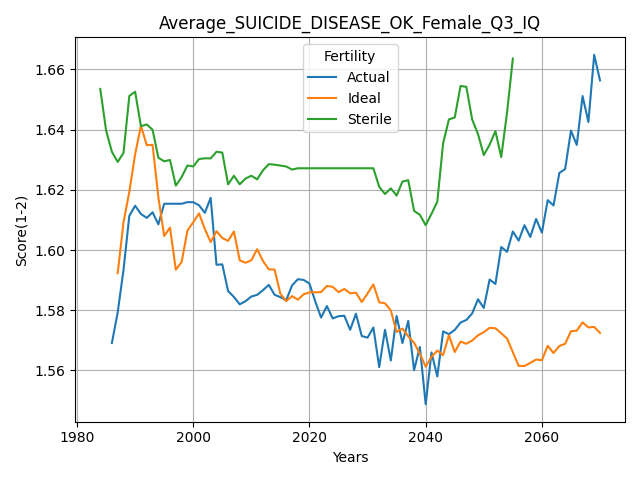 Average_SUICIDE_DISEASE_OK_Female_Q3_IQ
Fertility
Actual
Ideal
Sterile
Score(1-2)
1.66
1.64
1.62
1.60
1.58
1.56
1980
2000
2020
2040
2060
Years